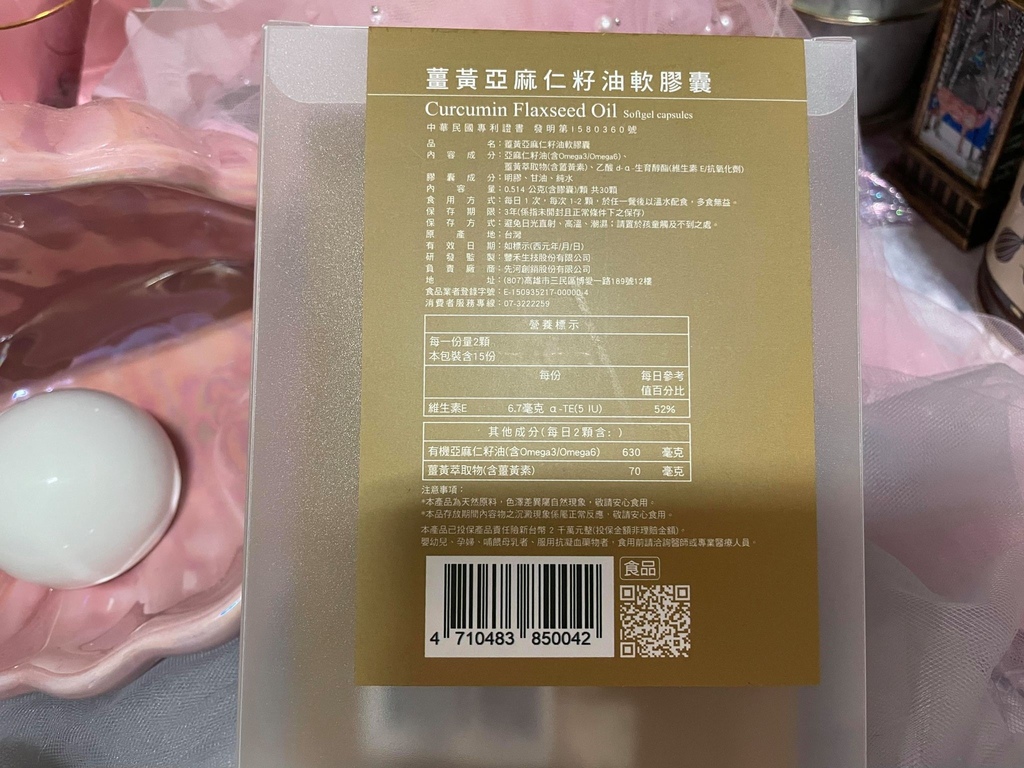 薑黃亞麻仁籽油軟膠囊
Curcumin Flaxseed Oil Softgel capsules
中華民國專利證書 發明第I580360號
品名：薑黃亞麻仁籽油軟膠囊
內容成分：亞麻仁籽油(含Omega3/Omega6)、
薑黃萃取物(含薑黃素)、乙酸 d-α-生育醇酯(維生素 E/抗氧化劑)
膠囊成分：明膠、甘油、純水
內容量：0.514 公克(含膠囊)/顆 共30顆
食用方式：每日 1 次，每次 1-2 顆，於任一餐後以溫水配食，多食無益。
保存期限：3年(係指未開封且正常條件下之保存)
保存方式：避免日光直射、高溫、潮濕；請置於孩童觸及不到之處。
原產地：台灣
有效日期：如標示(西元年/月/日)
研發監製：豐禾生技股份有限公司
負責廠商：先河創銷股份有限公司
地址：(807)高雄市三民區博愛一路189號12樓
食品業者登錄字號：E-150935217-00000-4
消費者服務專線：07-3222259
營養標示
每一份量2顆
本包裝含15份
每份 每日參考值百分比
維生素E 6.7毫克 α-TE(5 IU) 52%
其他成分(每日2顆含：)
有機亞麻仁籽油(含Omega3/Omega6) 630 毫克
薑黃萃取物(含薑黃素) 70 毫克
注意事項：
*本產品為天然原料，色澤差異屬自然現象，敬請安心食用。
*本品存放期間內容物之沉澱現象係屬正常反應，敬請安心食用。
本產品已投保產品責任險新台幣 2 千萬元整(投保金額非理賠金額)。
嬰幼兒、孕婦、哺餵母乳者、服用抗凝血藥物者，食用前請洽詢醫師或專業醫療人員。
食品
4 710483 850042